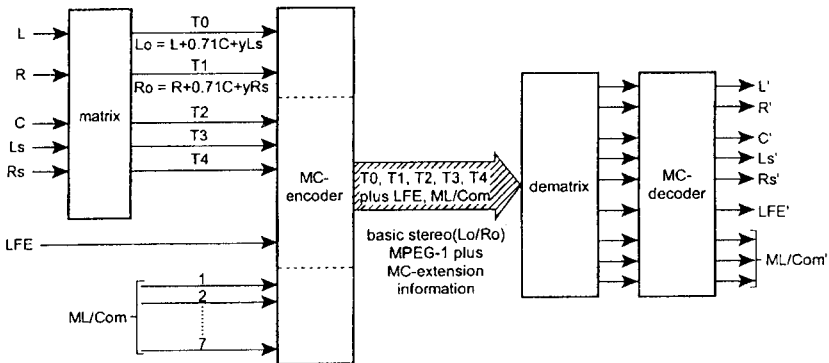 T0
L
Lo = L+0.71C+yLs
R
T1
Ro = R+0.71C+yRs
matrix
C
T2
Ls
T3
Rs
T4
LFE
ML/Com
1
2
7
MC-
encoder
T0, T1, T2, T3, T4
plus LFE, ML/Com
basic stereo(Lo/Ro)
MPEG-1 plus
MC-extension
information
dematrix
MC-
decoder
L'
R'
C'
Ls'
Rs'
LFE'
ML/Com'